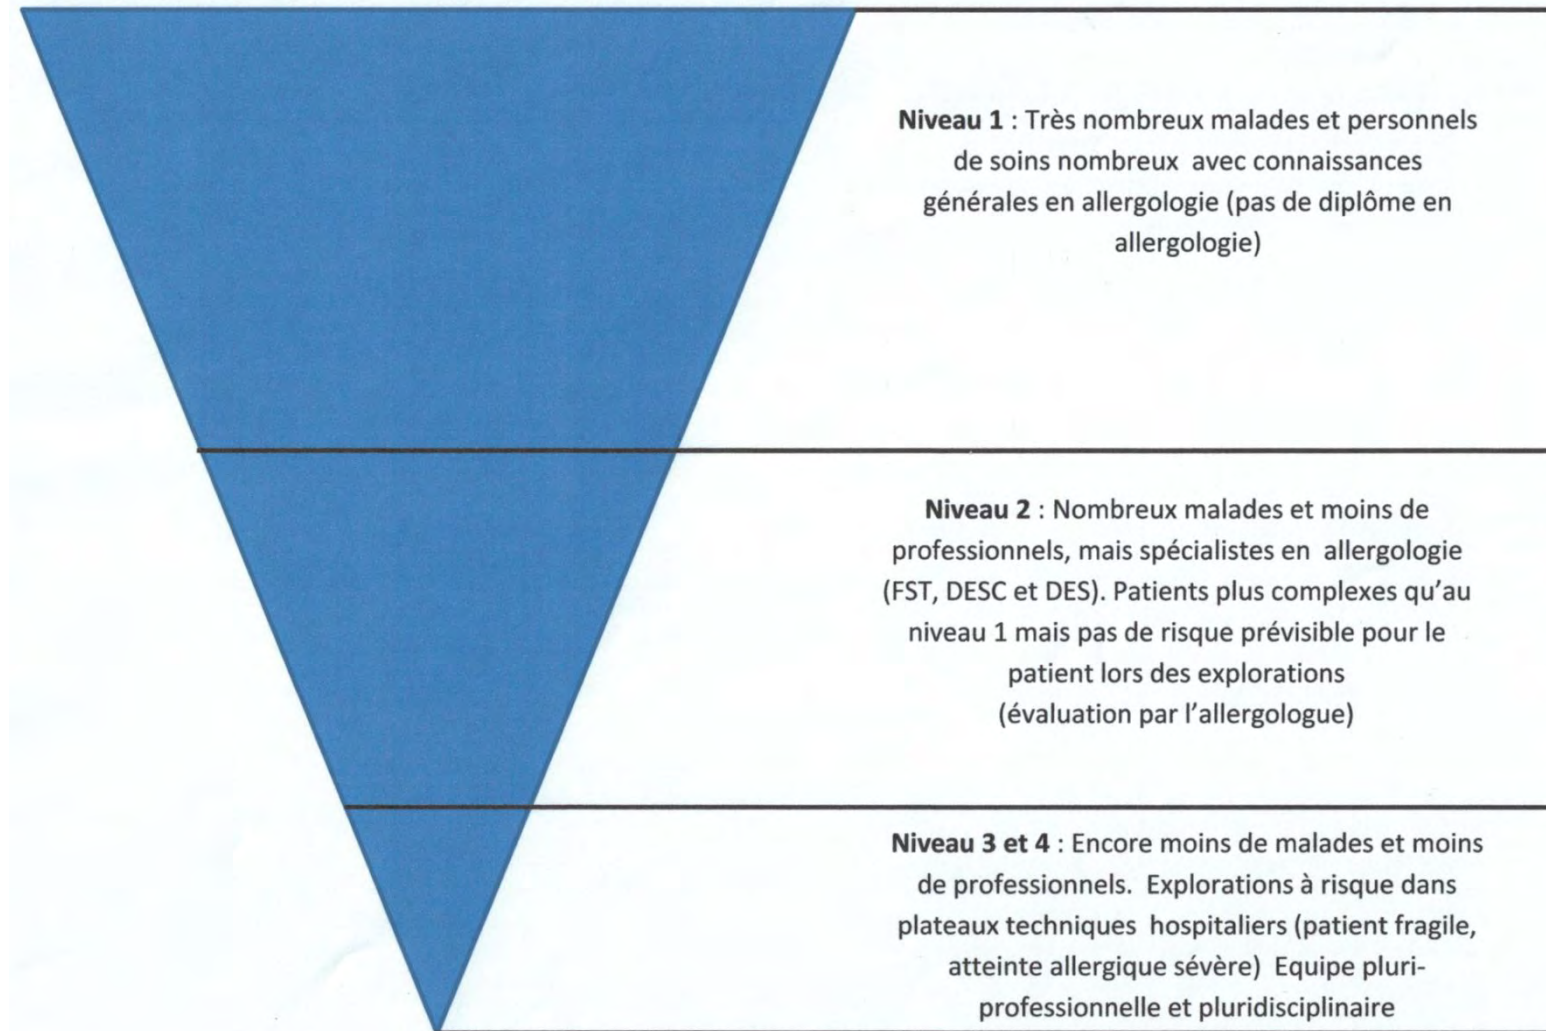 Niveau 1 : Très nombreux malades et personnels
de soins nombreux avec connaissances
générales en allergologie (pas de diplôme en
allergologie)
Niveau 2 : Nombreux malades et moins de
professionnels, mais spécialistes en allergologie
(FST, DESC et DES). Patients plus complexes qu'au
niveau 1 mais pas de risque prévisible pour le
patient lors des explorations
(évaluation par l'allergologue)
Niveau 3 et 4 : Encore moins de malades et moins
de professionnels. Explorations à risque dans
plateaux techniques hospitaliers (patient fragile,
atteinte allergique sévère) Equipe pluri-
professionnelle et pluridisciplinaire